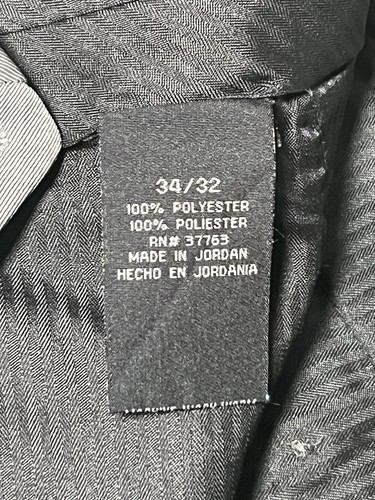 34/32
100% POLYESTER
100% POLIESTER
RN# 37763
MADE IN JORDAN
HECHO EN JORDANIA